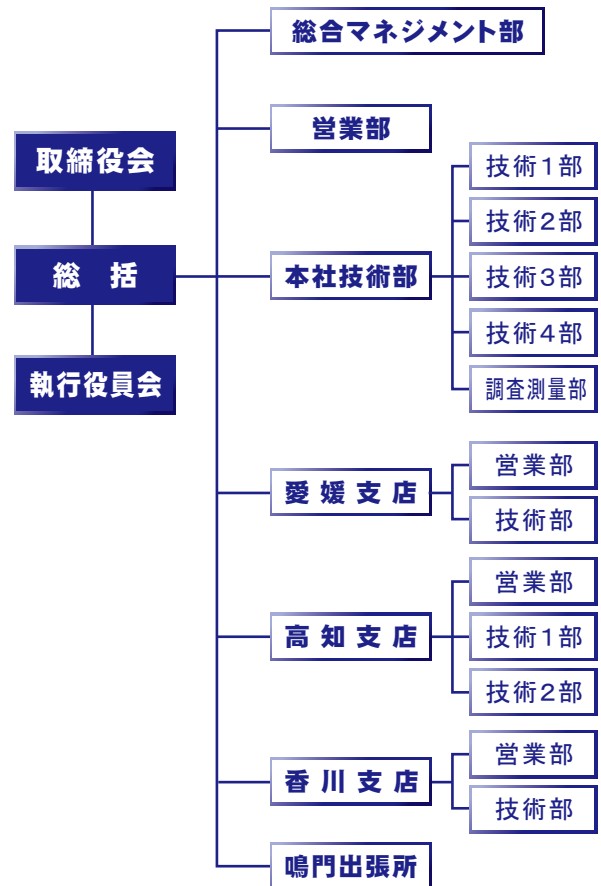 取締役会
総括
執行役員会
総合マネジメント部
営業部
本社技術部
技術1部
技術2部
技術3部
技術4部
調査測量部
愛媛支店
営業部
技術部
高知支店
営業部
技術1部
技術2部
香川支店
営業部
技術部
鳴門出張所